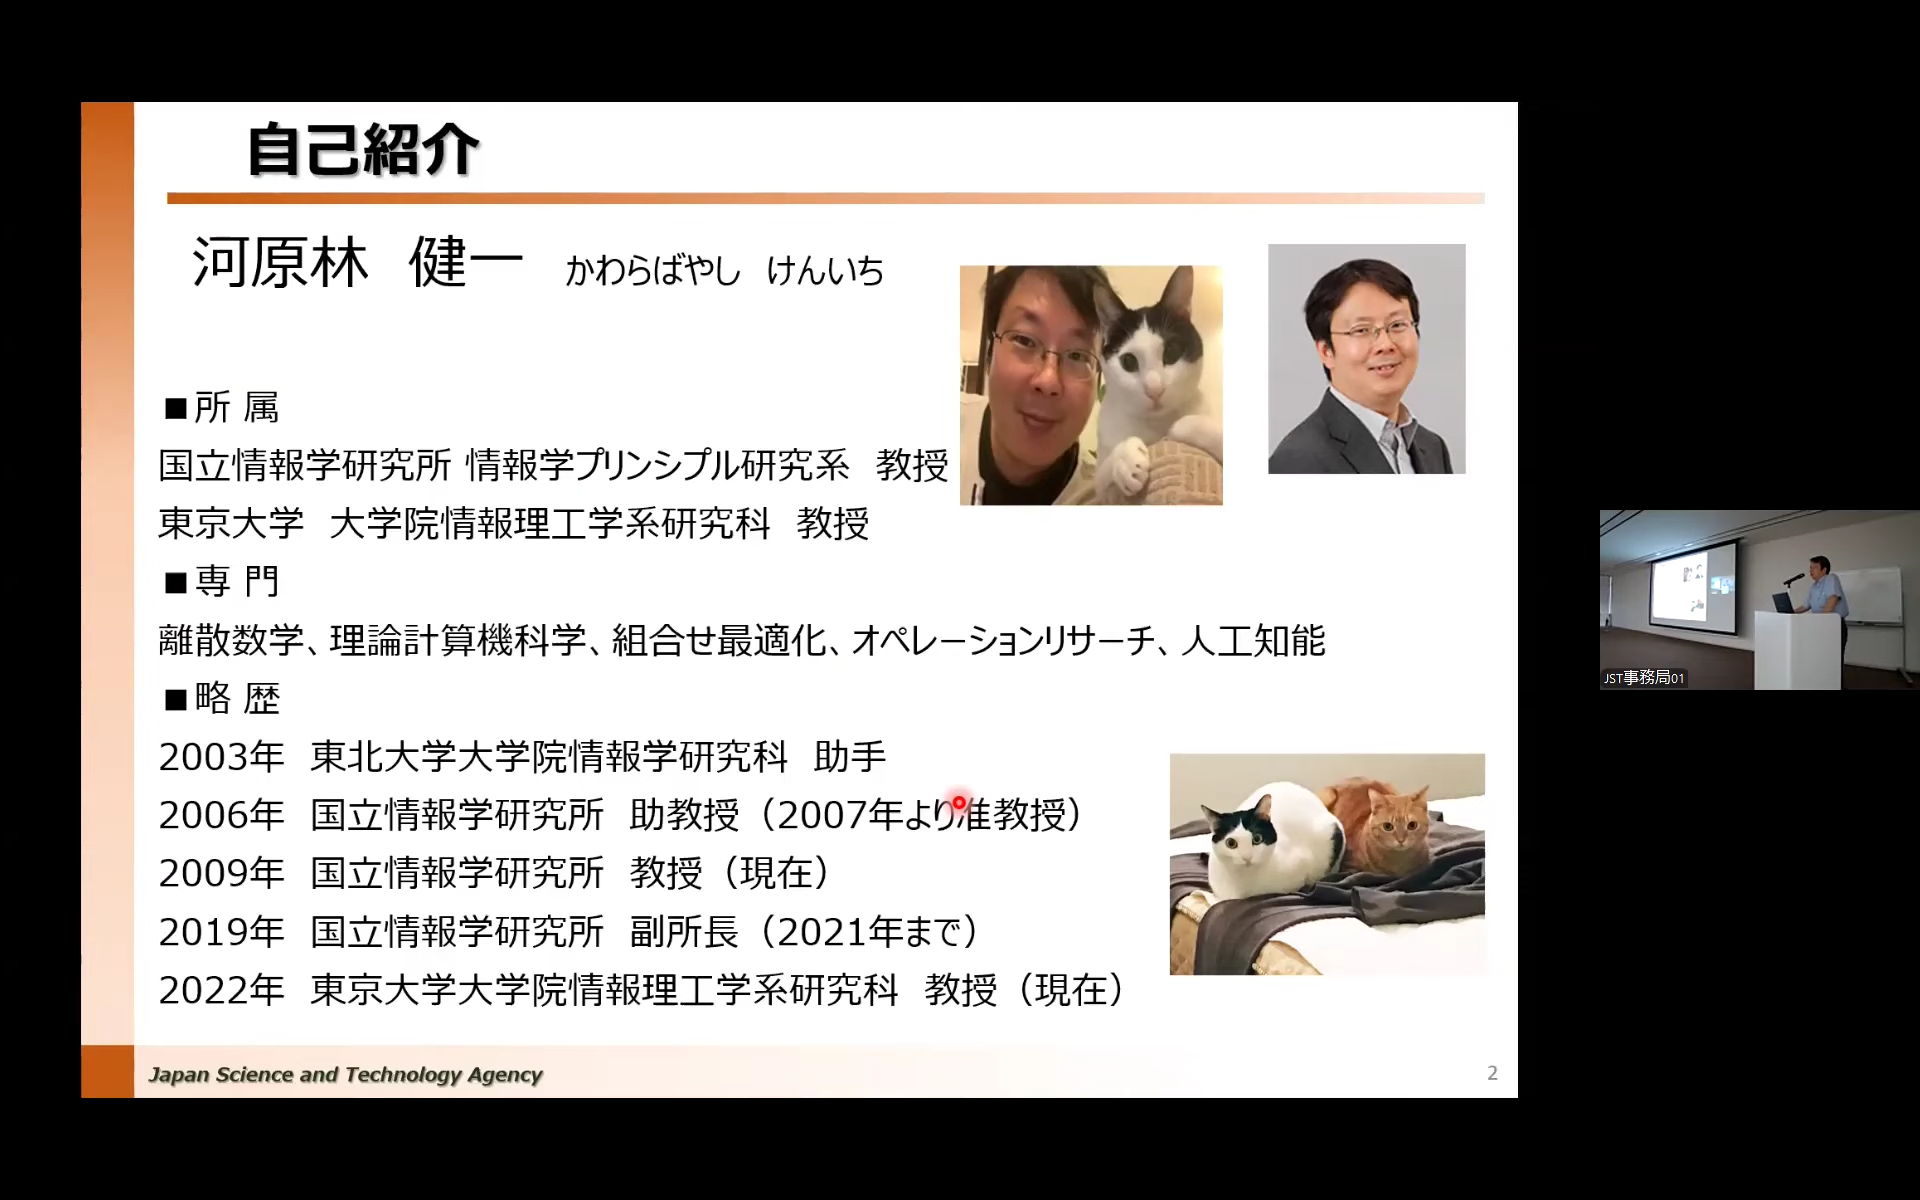 自己紹介
河原林　健一　かわらばやし　けんいち
■所 属
国立情報学研究所 情報学プリンシプル研究系　教授
東京大学　大学院情報理工学系研究科　教授
■専 門
離散数学、理論計算機科学、組合せ最適化、オペレーションリサーチ、人工知能
■略 歴
2003年　東北大学大学院情報学研究科　助手
2006年　国立情報学研究所　助教授（2007年より准教授）
2009年　国立情報学研究所　教授（現在）
2019年　国立情報学研究所　副所長（2021年まで）
2022年　東京大学大学院情報理工学系研究科　教授（現在）
Japan Science and Technology Agency
2
JST事務局01